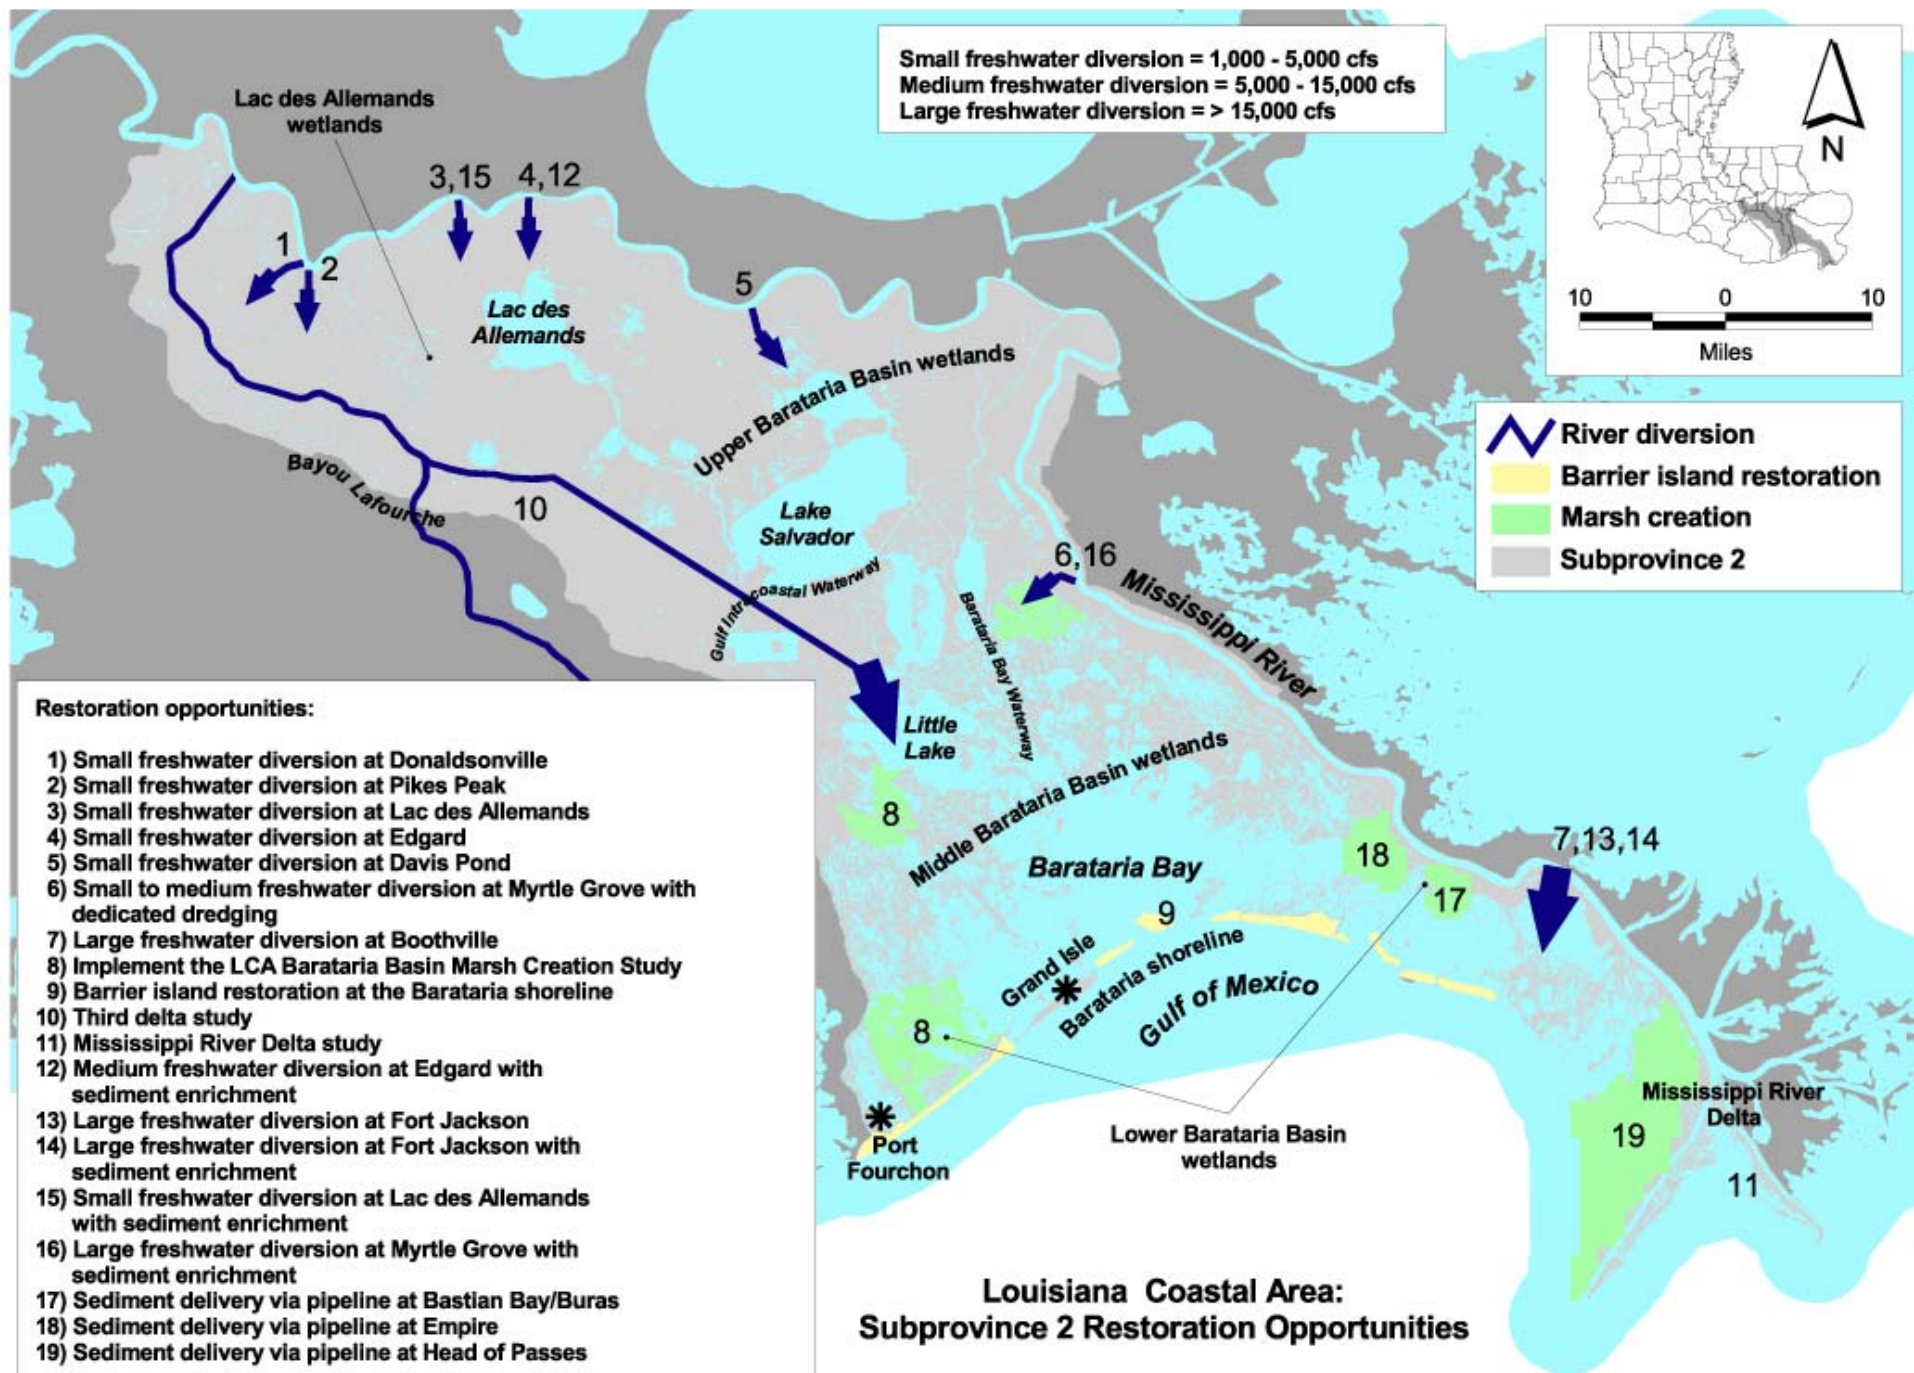 Small freshwater diversion = 1,000 - 5,000 cfs
Medium freshwater diversion = 5,000 - 15,000 cfs
Large freshwater diversion = > 15,000 cfs
N
10 0 10
Miles
Lac des Allemands
wetlands
3,15
4,12
1
2
5
Lac des
Allemands
Upper Barataria Basin wetlands
River diversion
Barrier island restoration
Marsh creation
Subprovince 2
Bayou Lafourche
10
Lake
Salvador
Gulf Intracoastal Waterway
6,16
Mississippi River
Barataria Bay Waterway
Little
Lake
Middle Barataria Basin wetlands
8
Barataria Bay
18
17
7,13,14
9
Grand Isle
Barataria shoreline
Gulf of Mexico
8
Port
Fourchon
Lower Barataria Basin
wetlands
Mississippi River
Delta
19
11
Restoration opportunities:
1) Small freshwater diversion at Donaldsonville
2) Small freshwater diversion at Pikes Peak
3) Small freshwater diversion at Lac des Allemands
4) Small freshwater diversion at Edgard
5) Small freshwater diversion at Davis Pond
6) Small to medium freshwater diversion at Myrtle Grove with
dedicated dredging
7) Large freshwater diversion at Boothville
8) Implement the LCA Barataria Basin Marsh Creation Study
9) Barrier island restoration at the Barataria shoreline
10) Third delta study
11) Mississippi River Delta study
12) Medium freshwater diversion at Edgard with
sediment enrichment
13) Large freshwater diversion at Fort Jackson
14) Large freshwater diversion at Fort Jackson with
sediment enrichment
15) Small freshwater diversion at Lac des Allemands
with sediment enrichment
16) Large freshwater diversion at Myrtle Grove with
sediment enrichment
17) Sediment delivery via pipeline at Bastian Bay/Buras
18) Sediment delivery via pipeline at Empire
19) Sediment delivery via pipeline at Head of Passes
Louisiana Coastal Area:
Subprovince 2 Restoration Opportunities